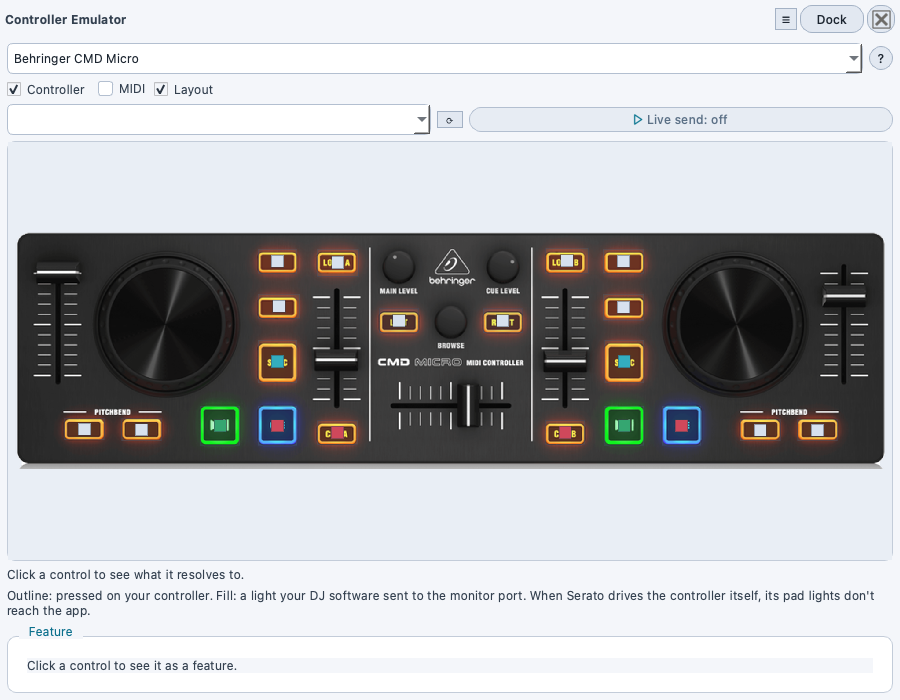 Controller Emulator
Dock
Behringer CMD Micro
?
Controller
MIDI
Layout
Live send: off
MAIN LEVEL
behringer
CUE LEVEL
BROWSE
CMD MICRO MIDI CONTROLLER
PITCHBEND
PITCHBEND
Click a control to see what it resolves to.
Outline: pressed on your controller. Fill: a light your DJ software sent to the monitor port. When Serato drives the controller itself, its pad lights don't
reach the app.
Feature
Click a control to see it as a feature.